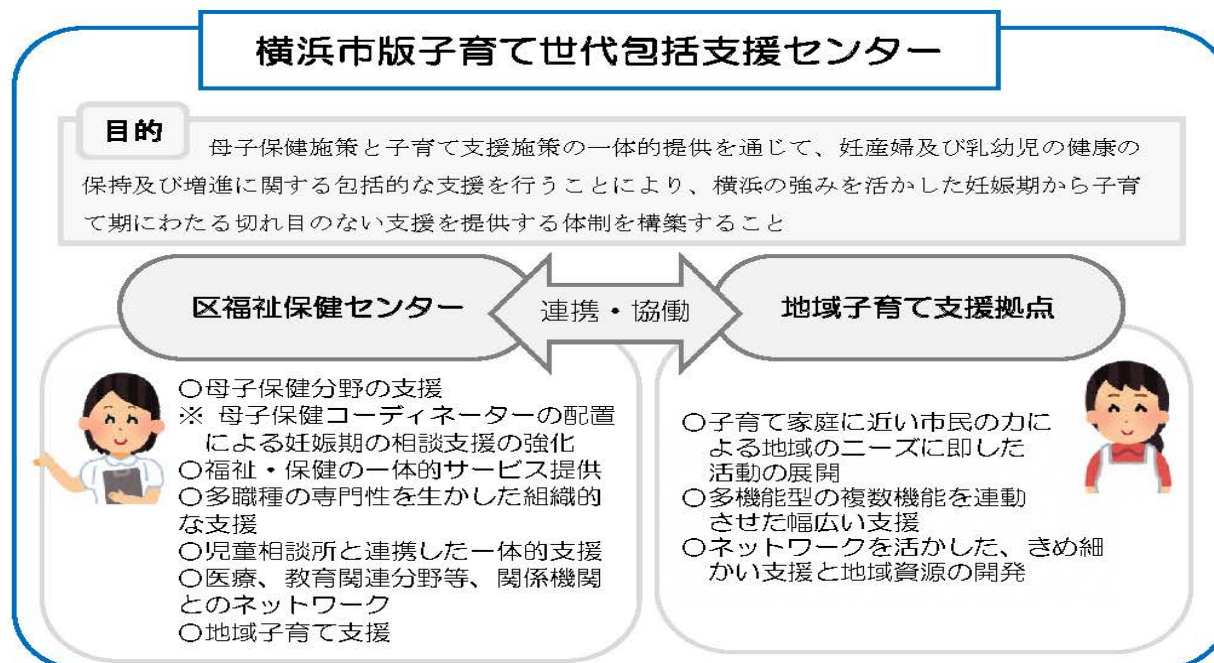 横浜市版子育て世代包括支援センター
目的
母子保健施策と子育て支援施策の一体的提供を通じて、妊産婦及び乳幼児の健康の
保持及び増進に関する包括的な支援を行うことにより、横浜の強みを活かした妊娠期から子育
て期にわたる切れ目のない支援を提供する体制を構築すること
区福祉保健センター
連携・協働
地域子育て支援拠点
〇母子保健分野の支援
※ 母子保健コーディネーターの配置
による妊娠期の相談支援の強化
〇福祉・保健の一体的サービス提供
〇多職種の専門性を生かした組織的
な支援
〇児童相談所と連携した一体的支援
〇医療、教育関連分野等、関係機関
とのネットワーク
〇地域子育て支援
〇子育て家庭に近い市民の力に
よる地域のニーズに即した
活動の展開
〇多機能型の複数機能を連動
させた幅広い支援
〇ネットワークを活かした、きめ細
かい支援と地域資源の開発